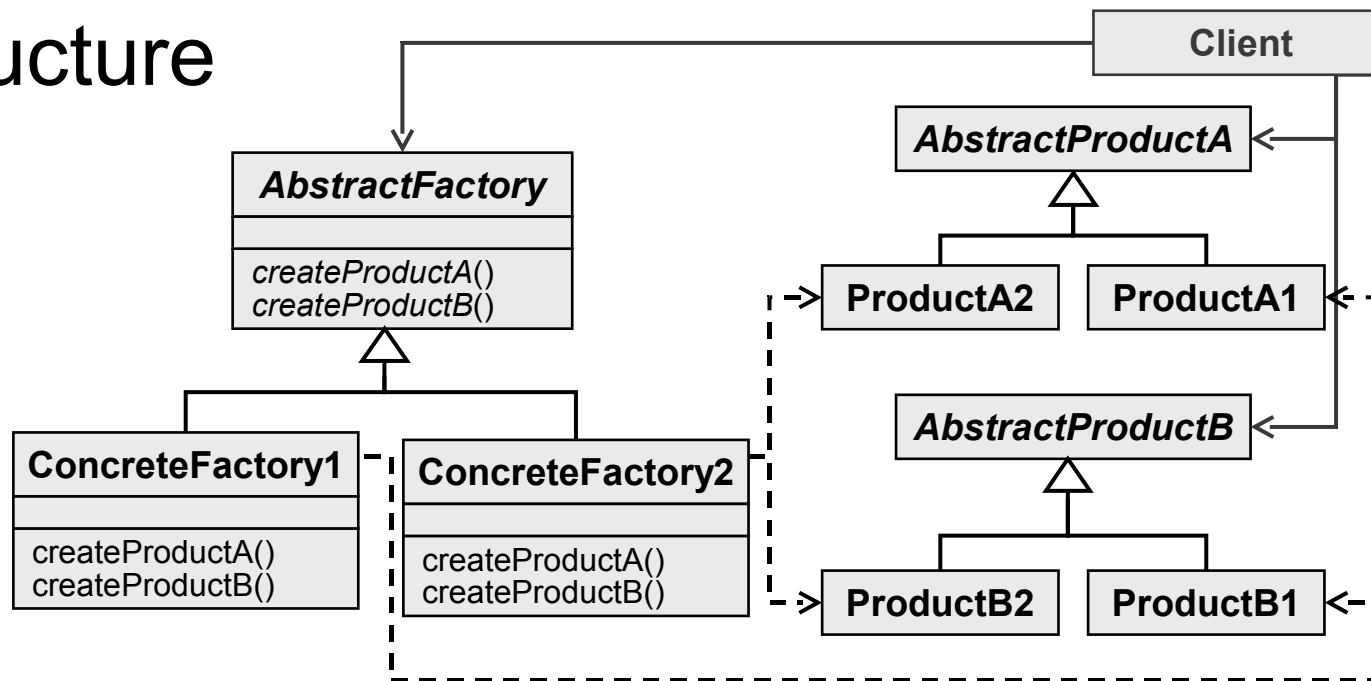 ucture
Client
AbstractProductA
AbstractFactory
createProductA()
createProductB()
ProductA2
ProductA1
AbstractProductB
ConcreteFactory1
createProductA()
createProductB()
ConcreteFactory2
createProductA()
createProductB()
ProductB2
ProductB1